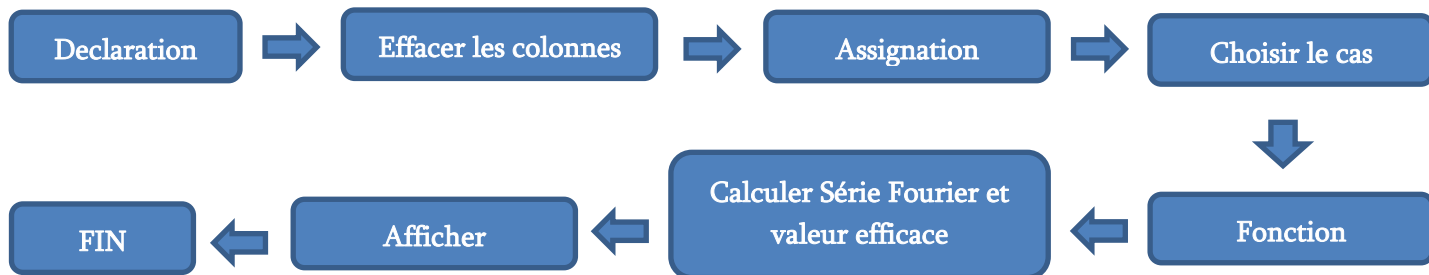 Declaration
Effacer les colonnes
Assignation
Choisir le cas
Fonction
Calculer Série Fourier et
valeur efficace
Afficher
FIN